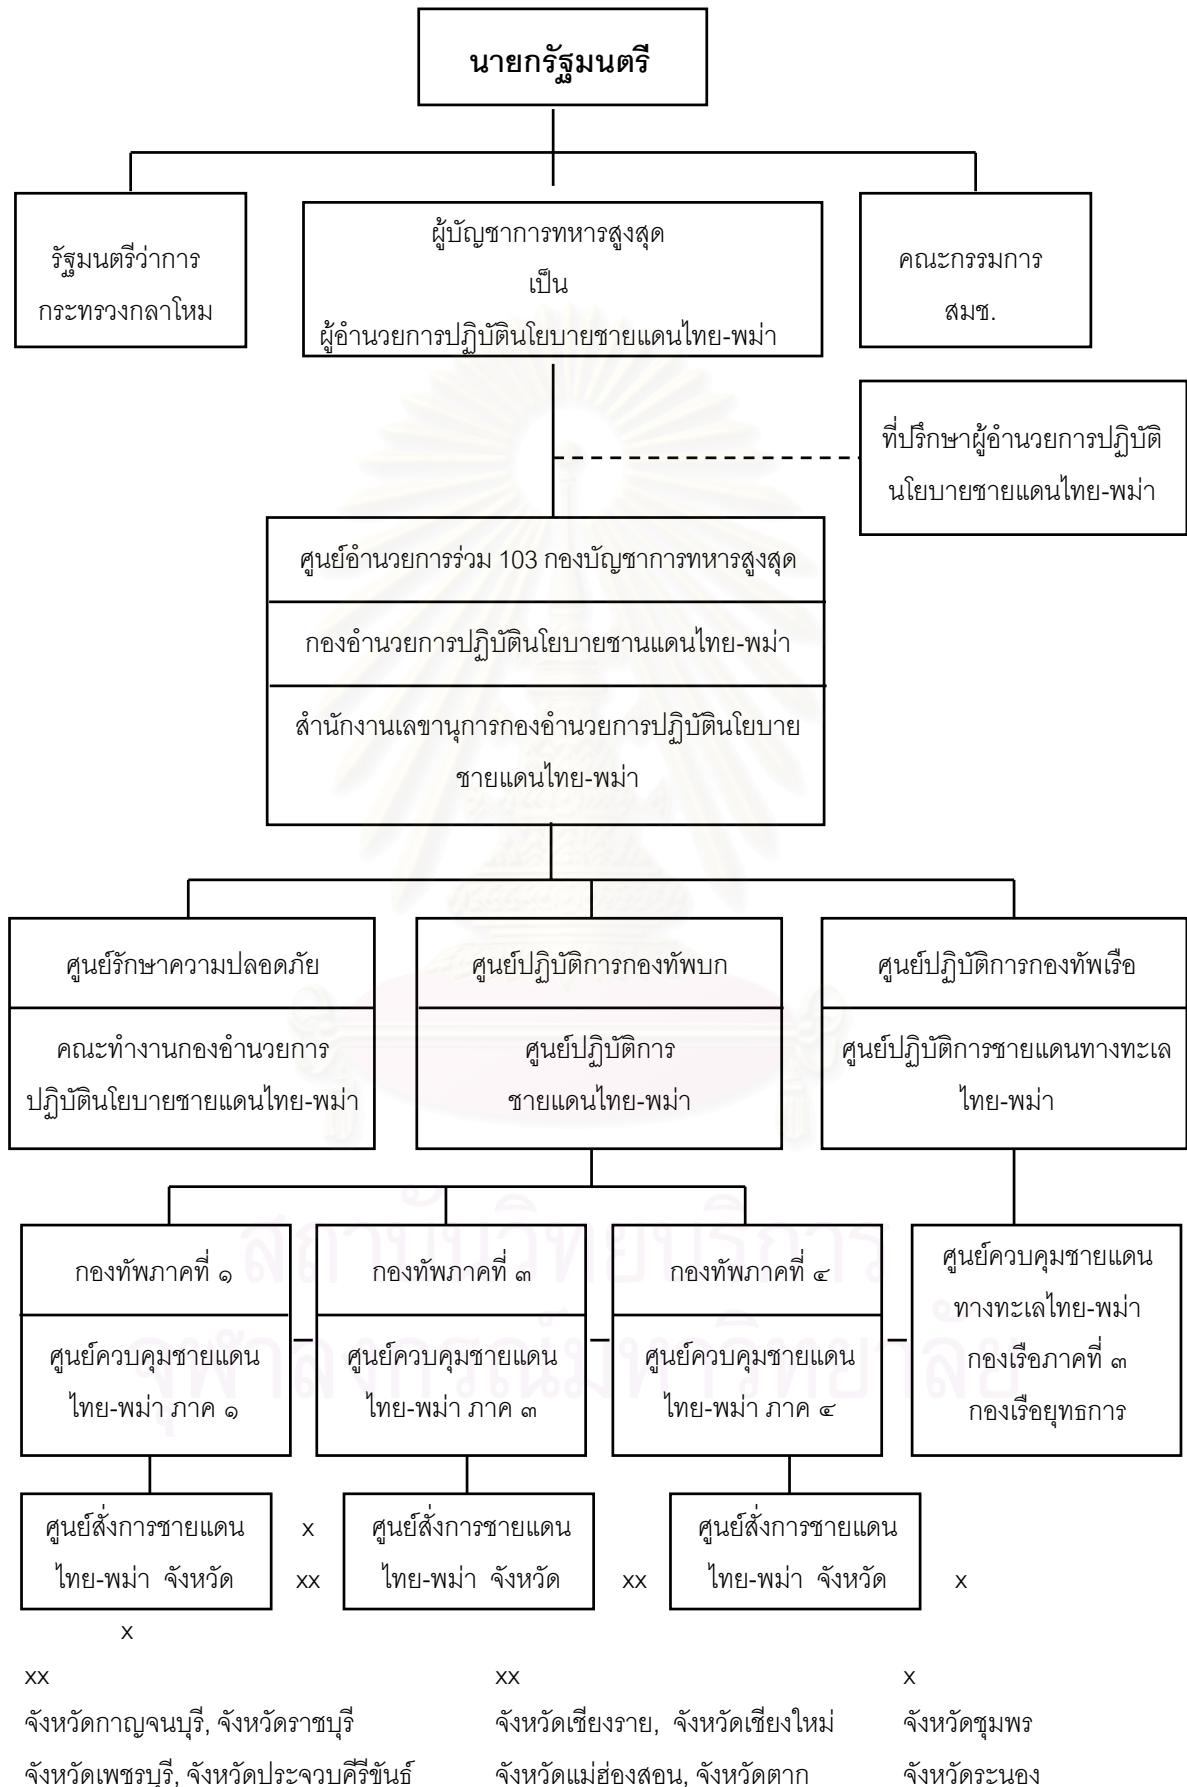 นายกรัฐมนตรี
รัฐมนตรีว่าการ
กระทรวงกลาโหม
ผู้บัญชาการทหารสูงสุด
เป็น
ผู้อำนวยการปฏิบัตินโยบายชายแดนไทย-พม่า
คณะกรรมการ
สมช.
ที่ปรึกษาผู้อำนวยการปฏิบัติ
นโยบายชายแดนไทย-พม่า
ศูนย์อำนวยการร่วม 103 กองบัญชาการทหารสูงสุด
กองอำนวยการปฏิบัตินโยบายชานแดนไทย-พม่า
สำนักงานเลขานุการกองอำนวยการปฏิบัตินโยบาย
ชายแดนไทย-พม่า
ศูนย์รักษาความปลอดภัย
คณะทำงานกองอำนวยการ
ปฏิบัตินโยบายชายแดนไทย-พม่า
ศูนย์ปฏิบัติการกองทัพบก
ศูนย์ปฏิบัติการ
ชายแดนไทย-พม่า
ศูนย์ปฏิบัติการกองทัพเรือ
ศูนย์ปฏิบัติการชายแดนทางทะเล
ไทย-พม่า
กองทัพภาคที่ ๑
ศูนย์ควบคุมชายแดน
ไทย-พม่า ภาค ๑
กองทัพภาคที่ ๓
ศูนย์ควบคุมชายแดน
ไทย-พม่า ภาค ๓
กองทัพภาคที่ ๔
ศูนย์ควบคุมชายแดน
ไทย-พม่า ภาค ๔
ศูนย์ควบคุมชายแดน
ทางทะเลไทย-พม่า
กองเรือภาคที่ ๓
กองเรือยุทธการ
ศูนย์สั่งการชายแดน
ไทย-พม่า จังหวัด
x
xx
ศูนย์สั่งการชายแดน
ไทย-พม่า จังหวัด
xx
ศูนย์สั่งการชายแดน
ไทย-พม่า จังหวัด
x
x
xx
จังหวัดกาญจนบุรี, จังหวัดราชบุรี
จังหวัดเพชรบุรี, จังหวัดประจวบคีรีขันธ์
xx
จังหวัดเชียงราย, จังหวัดเชียงใหม่
จังหวัดแม่ฮ่องสอน, จังหวัดตาก
x
จังหวัดชุมพร
จังหวัดระนอง
สถาบันวิทยบริการ
จุฬาลงกรณ์มหาวิทยาลัย